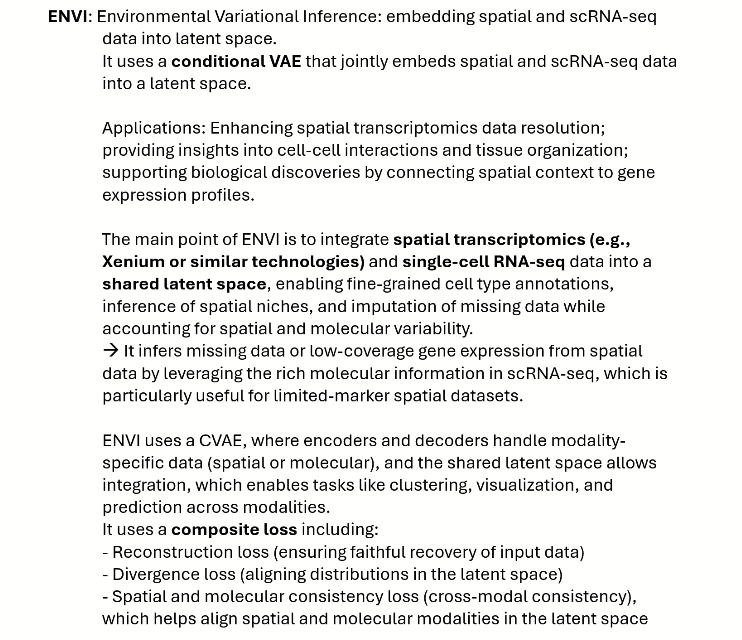 ENVI: Environmental Variational Inference: embedding spatial and scRNA-seq
data into latent space.
It uses a conditional VAE that jointly embeds spatial and scRNA-seq data
into a latent space.
Applications: Enhancing spatial transcriptomics data resolution;
providing insights into cell-cell interactions and tissue organization;
supporting biological discoveries by connecting spatial context to gene
expression profiles.
The main point of ENVI is to integrate spatial transcriptomics (e.g.,
Xenium or similar technologies) and single-cell RNA-seq data into a
shared latent space, enabling fine-grained cell type annotations,
inference of spatial niches, and imputation of missing data while
accounting for spatial and molecular variability.
→ It infers missing data or low-coverage gene expression from spatial
data by leveraging the rich molecular information in scRNA-seq, which is
particularly useful for limited-marker spatial datasets.
ENVI uses a CVAE, where encoders and decoders handle modality-
specific data (spatial or molecular), and the shared latent space allows
integration, which enables tasks like clustering, visualization, and
prediction across modalities.
It uses a composite loss including:
- Reconstruction loss (ensuring faithful recovery of input data)
- Divergence loss (aligning distributions in the latent space)
- Spatial and molecular consistency loss (cross-modal consistency),
which helps align spatial and molecular modalities in the latent space